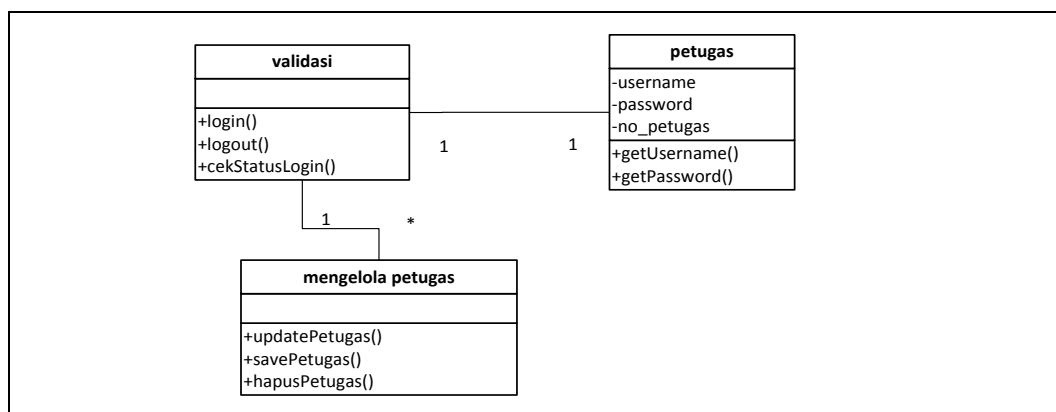 validasi
+login()
+logout()
+cekStatusLogin()
petugas
-username
-password
-no_petugas
+getUsername()
+getPassword()
1
1
1
*
mengelola petugas
+updatePetugas()
+savePetugas()
+hapusPetugas()